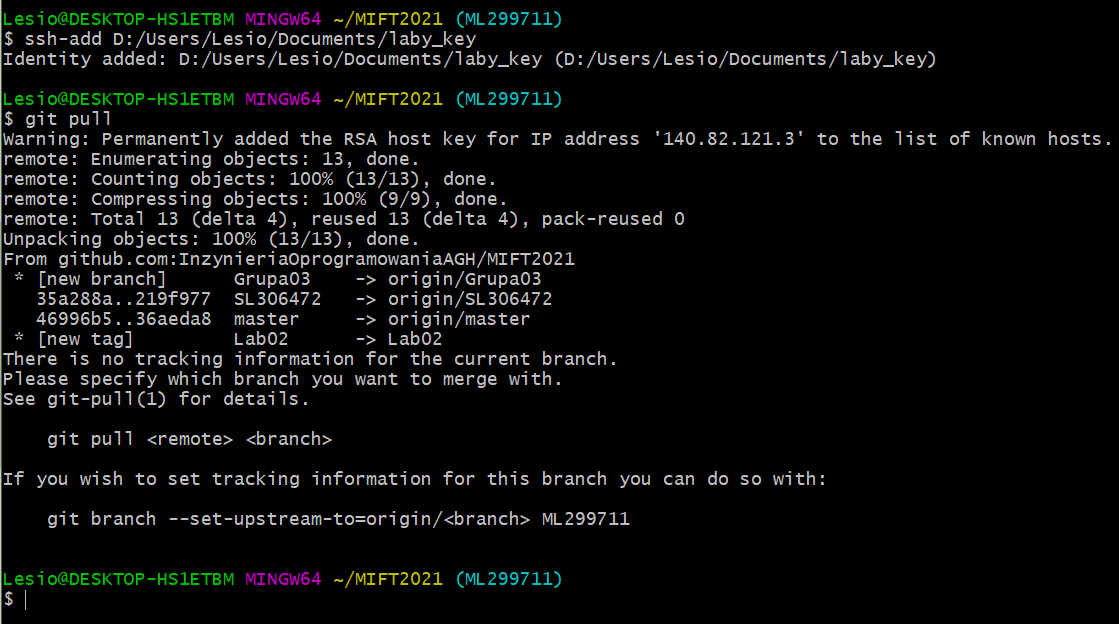 Lesio@DESKTOP-HS1ETBM MINGW64 ~/MIFT2021 (ML299711)
$ ssh-add D:/Users/Lesio/Documents/laby_key
Identity added: D:/Users/Lesio/Documents/laby_key (D:/Users/Lesio/Documents/laby_key)

Lesio@DESKTOP-HS1ETBM MINGW64 ~/MIFT2021 (ML299711)
$ git pull
Warning: Permanently added the RSA host key for IP address '140.82.121.3' to the list of known hosts.
remote: Enumerating objects: 13, done.
remote: Counting objects: 100% (13/13), done.
remote: Compressing objects: 100% (9/9), done.
remote: Total 13 (delta 4), reused 13 (delta 4), pack-reused 0
Unpacking objects: 100% (13/13), done.
From github.com:InzynieriaOprogramowaniaAGH/MIFT2021
 * [new branch]      Grupa03    -> origin/Grupa03
   35a288a..219f977  SL306472   -> origin/SL306472
   46996b5..36aeda8  master     -> origin/master
 * [new tag]         Lab02      -> Lab02
There is no tracking information for the current branch.
Please specify which branch you want to merge with.
See git-pull(1) for details.

    git pull <remote> <branch>

If you wish to set tracking information for this branch you can do so with:

    git branch --set-upstream-to=origin/<branch> ML299711

Lesio@DESKTOP-HS1ETBM MINGW64 ~/MIFT2021 (ML299711)
$